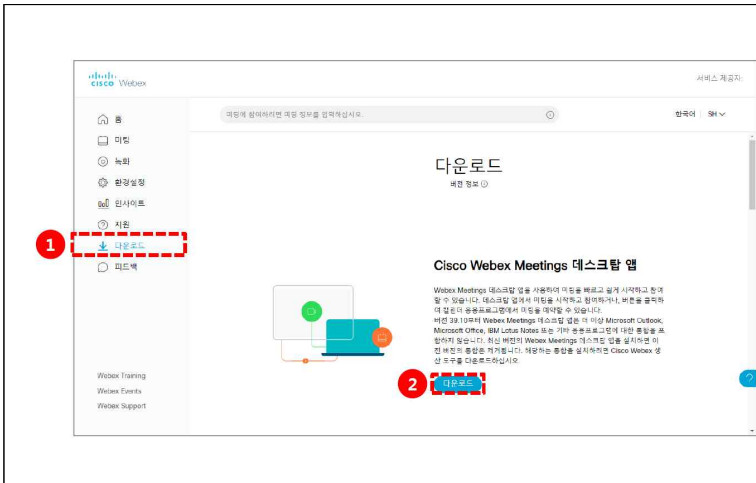 CISCO Webex
서비스 제공자
미팅에 참여하려면 미팅 정보를 입력하십시오.
한국어 SH
홈
미팅
녹화
환경설정
인사이트
지원
1 다운로드
피드백
Webex Training
Webex Events
Webex Support
다운로드
버전 정보
Cisco Webex Meetings 데스크탑 앱
Webex Meetings 데스크탑 앱을 사용하여 미팅을 빠르고 쉽게 시작하고 참여
할 수 있습니다. 데스크탑 앱에서 미팅을 시작하고 참여하거나, 버튼을 클릭하
여 결합된 응용프로그램에서 미팅을 예약할 수 있습니다.
버전 39.10부터 Webex Meetings 데스크탑 앱은 더 이상 Microsoft Outlook,
Microsoft Office, IBM Lotus Notes 또는 기타 응용프로그램에 대한 통합을 포
함하지 않습니다. 최신 버전의 Webex Meetings 데스크탑 앱을 설치하면 이
전 버전의 통합은 제거됩니다. 해당하는 통합을 설치하려면 Cisco Webex 생
산 도구를 다운로드하십시오.
2 다운로드